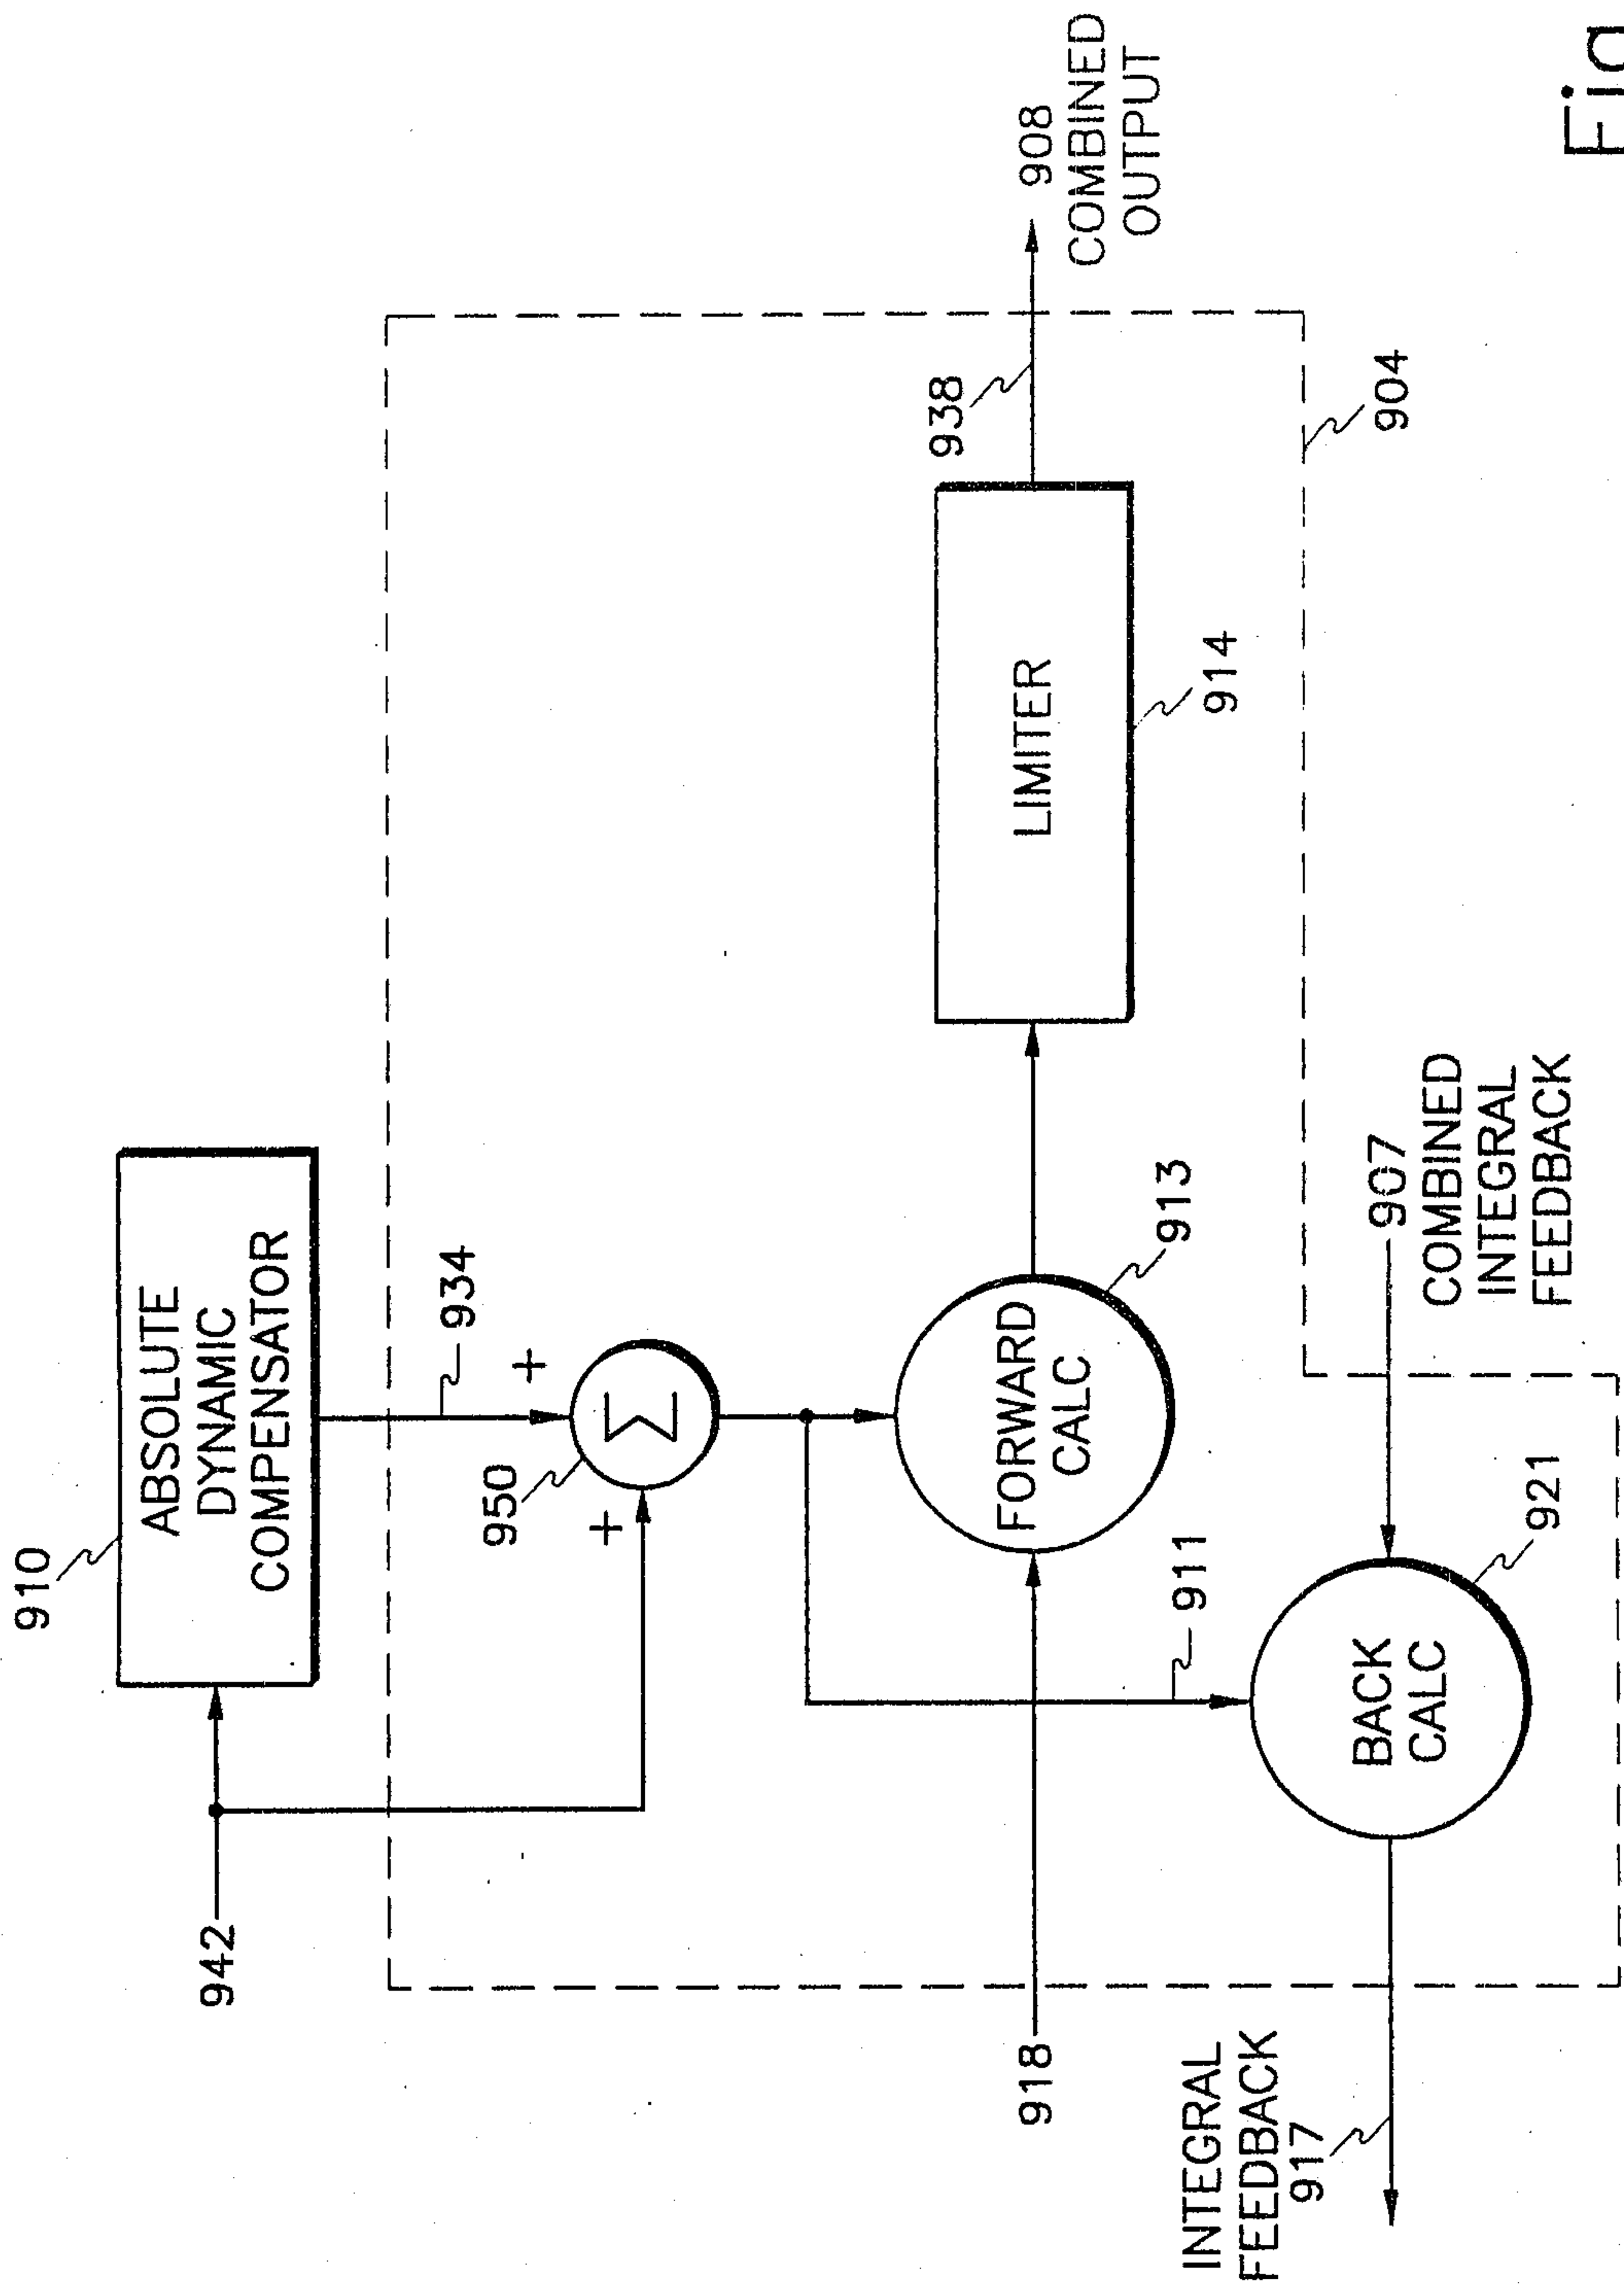 910
ABSOLUTE
DYNAMIC
COMPENSATOR
942
934
+
950
+
Σ
918
FORWARD
CALC
913
LIMITER
914
938
908
COMBINED
OUTPUT
904
911
INTEGRAL
FEEDBACK
917
BACK
CALC
921
907
COMBINED
INTEGRAL
FEEDBACK
Fig